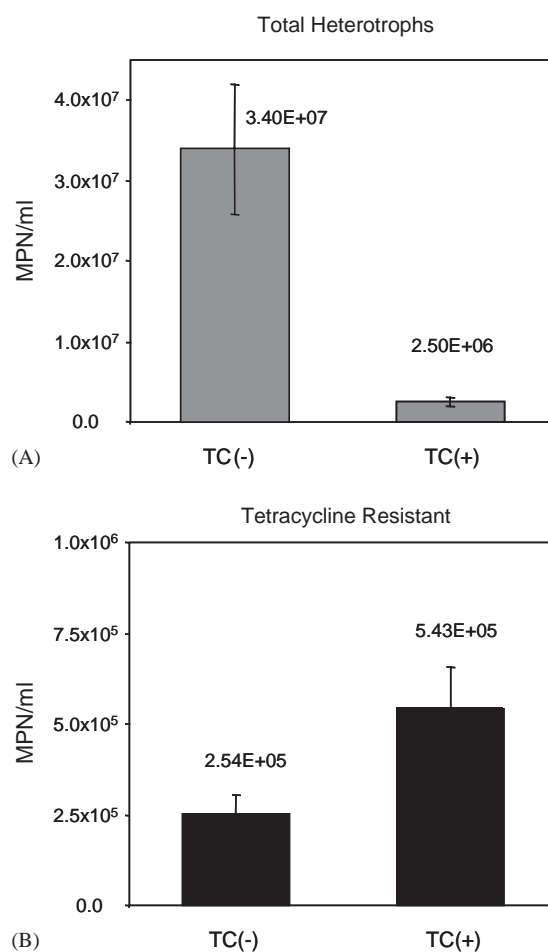 Total Heterotrophs
4.0x10⁷
3.40E+07
3.0x10⁷
MPN/ml
2.0x10⁷
1.0x10⁷
2.50E+06
0.0
(A)
TC(-)
TC(+)
Tetracycline Resistant
1.0x10⁶
7.5x10⁵
5.43E+05
MPN/ml
5.0x10⁵
2.54E+05
2.5x10⁵
0.0
(B)
TC(-)
TC(+)